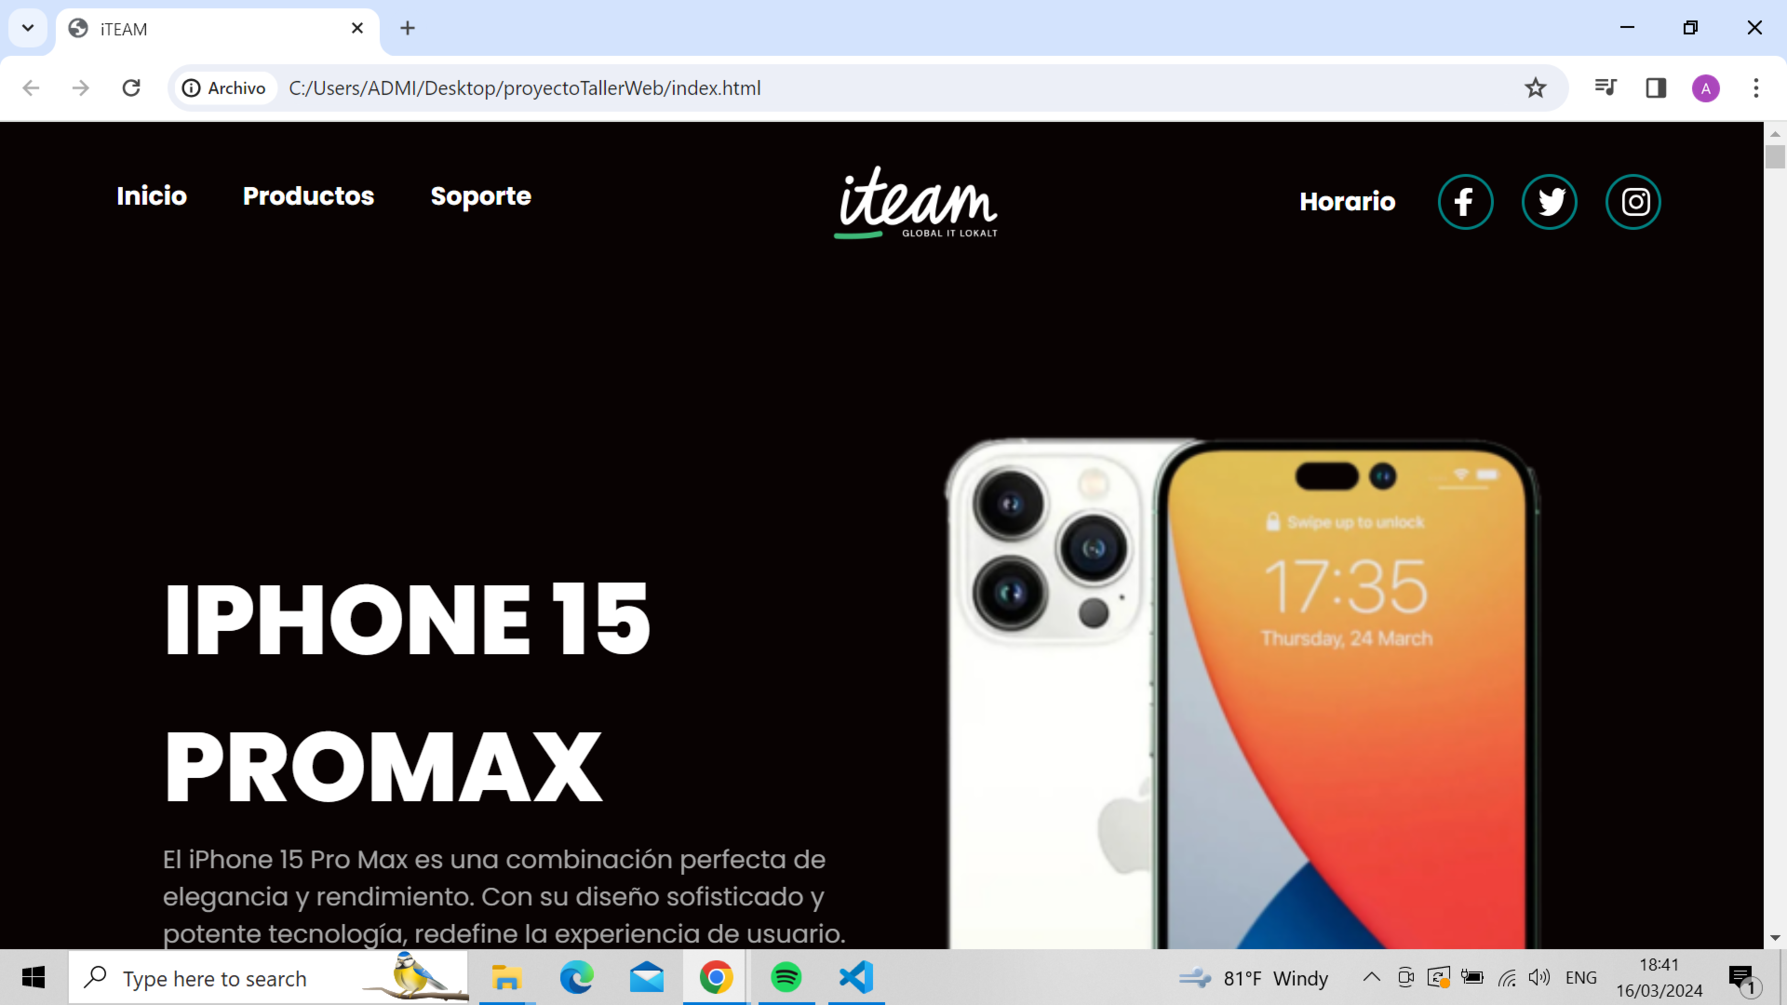 iTEAM
Archivo
C:/Users/ADMI/Desktop/proyectoTallerWeb/index.html
A
Inicio
Productos
Soporte
iteam
GLOBAL IT LOKALT
Horario
Swipe up to unlock
17:35
Thursday, 24 March
IPHONE 15
PROMAX
El iPhone 15 Pro Max es una combinación perfecta de
elegancia y rendimiento. Con su diseño sofisticado y
potente tecnología, redefine la experiencia de usuario.
Type here to search
81°F Windy
ENG
18:41
16/03/2024
1